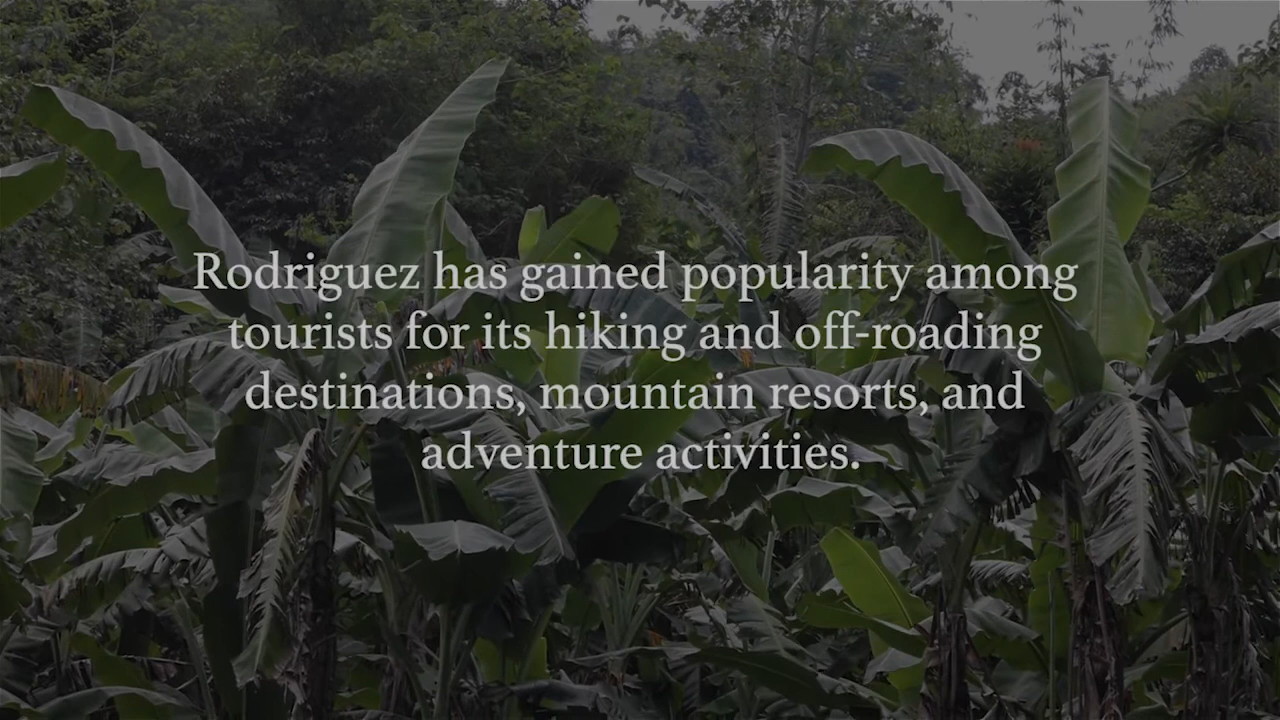 Rodriguez has gained popularity among
tourists for its hiking and off-roading
destinations, mountain resorts, and
adventure activities.